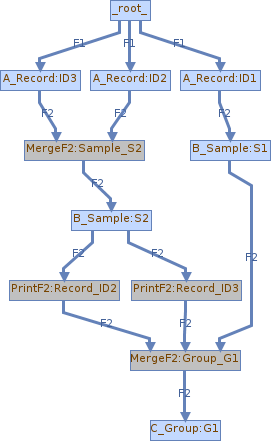 _root_
F1 F1 F1
A_Record:ID3 A_Record:ID2 A_Record:ID1
F2 F2 F2
MergeF2:Sample_S2 B_Sample:S1
F2
B_Sample:S2
F2 F2 F2
PrintF2:Record_ID2 PrintF2:Record_ID3
F2 F2
MergeF2:Group_G1
F2
C_Group:G1